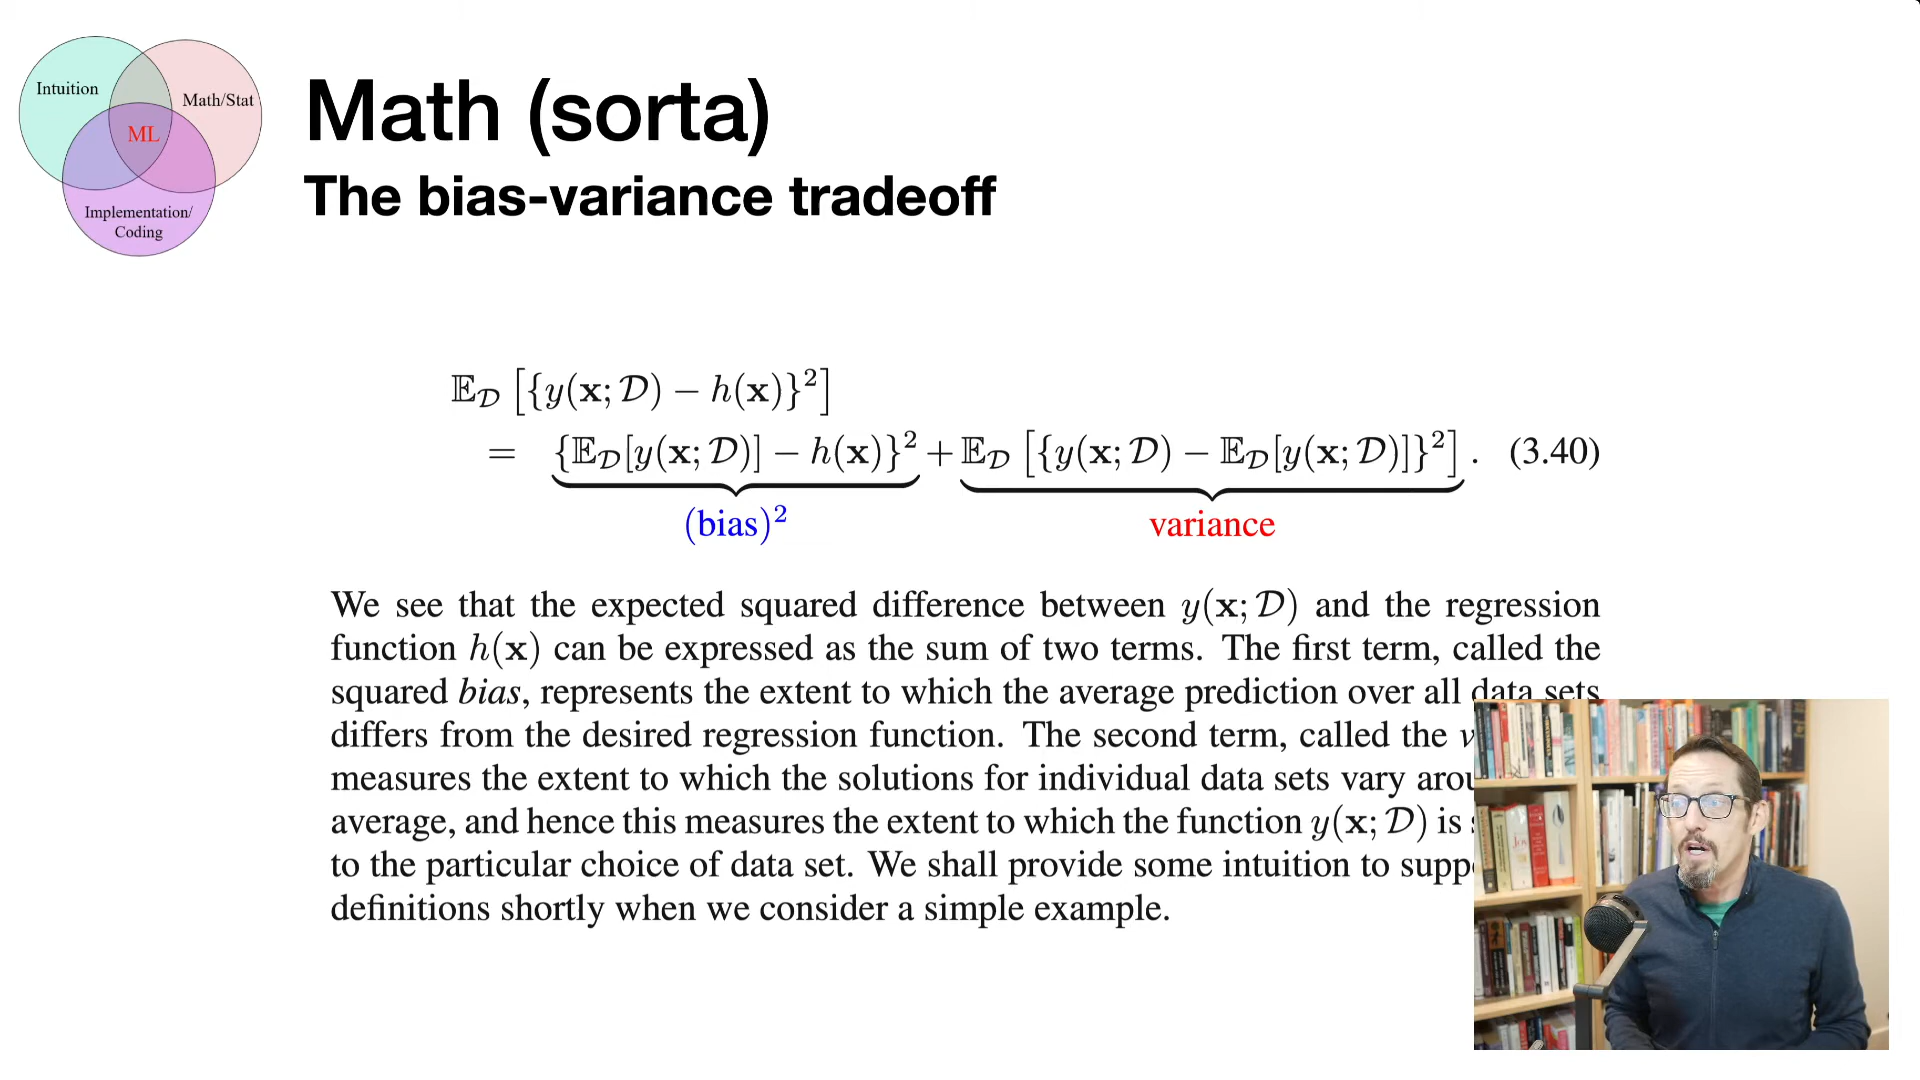 Intuition
Math/Stat
ML
Implementation/
Coding
Math (sorta)
The bias-variance tradeoff
𝔼_𝒟 [{y(𝐱; 𝒟) − h(𝐱)}²]
= {𝔼_𝒟[y(𝐱; 𝒟)] − h(𝐱)}² + 𝔼_𝒟 [{y(𝐱; 𝒟) − 𝔼_𝒟[y(𝐱; 𝒟)]}²] . (3.40)
(bias)² variance
We see that the expected squared difference between y(𝐱; 𝒟) and the regression
function h(𝐱) can be expressed as the sum of two terms. The first term, called the
squared bias, represents the extent to which the average prediction over all data sets
differs from the desired regression function. The second term, called the
measures the extent to which the solutions for individual data sets vary
average, and hence this measures the extent to which the function y(𝐱; 𝒟) is
to the particular choice of data set. We shall provide some intuition to
definitions shortly when we consider a simple example.